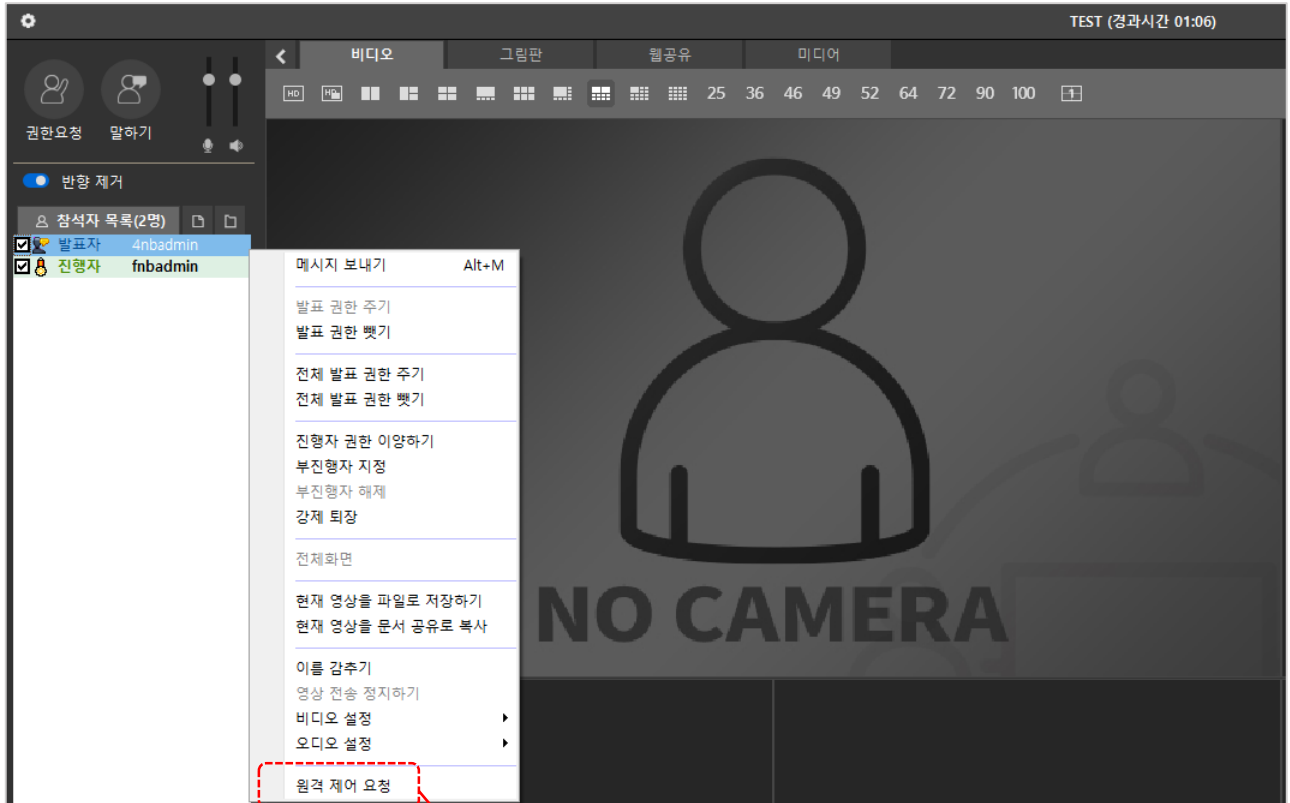 TEST (경과시간 01:06)
비디오 그림판 웹공유 미디어
HD HD 25 36 46 49 52 64 72 90 100 1
권한요청 말하기
반향 제거
참석자 목록(2명)
발표자 4nbadmin
진행자 fnbadmin
메시지 보내기 Alt+M
발표 권한 주기
발표 권한 뺏기
전체 발표 권한 주기
전체 발표 권한 뺏기
진행자 권한 이양하기
부진행자 지정
부진행자 해제
강제 퇴장
전체화면
현재 영상을 파일로 저장하기
현재 영상을 문서 공유로 복사
이름 감추기
영상 전송 정지하기
비디오 설정
오디오 설정
원격 제어 요청
NO CAMERA